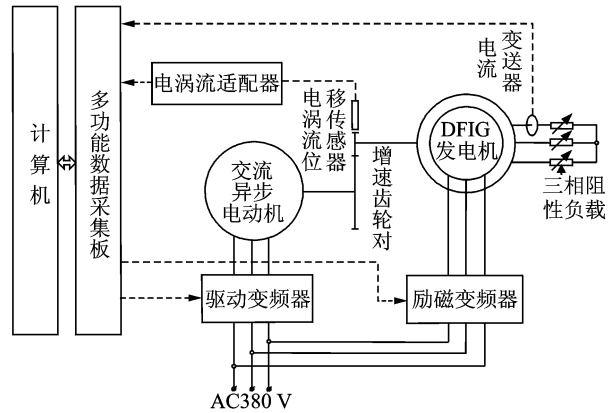 计算机
多功能数据采集板
电涡流适配器
电涡流位
移传感器
增速齿轮对
电流
变送器
DFIG
发电机
三相阻
性负载
交流
异步
电动机
驱动变频器
励磁变频器
AC380 V